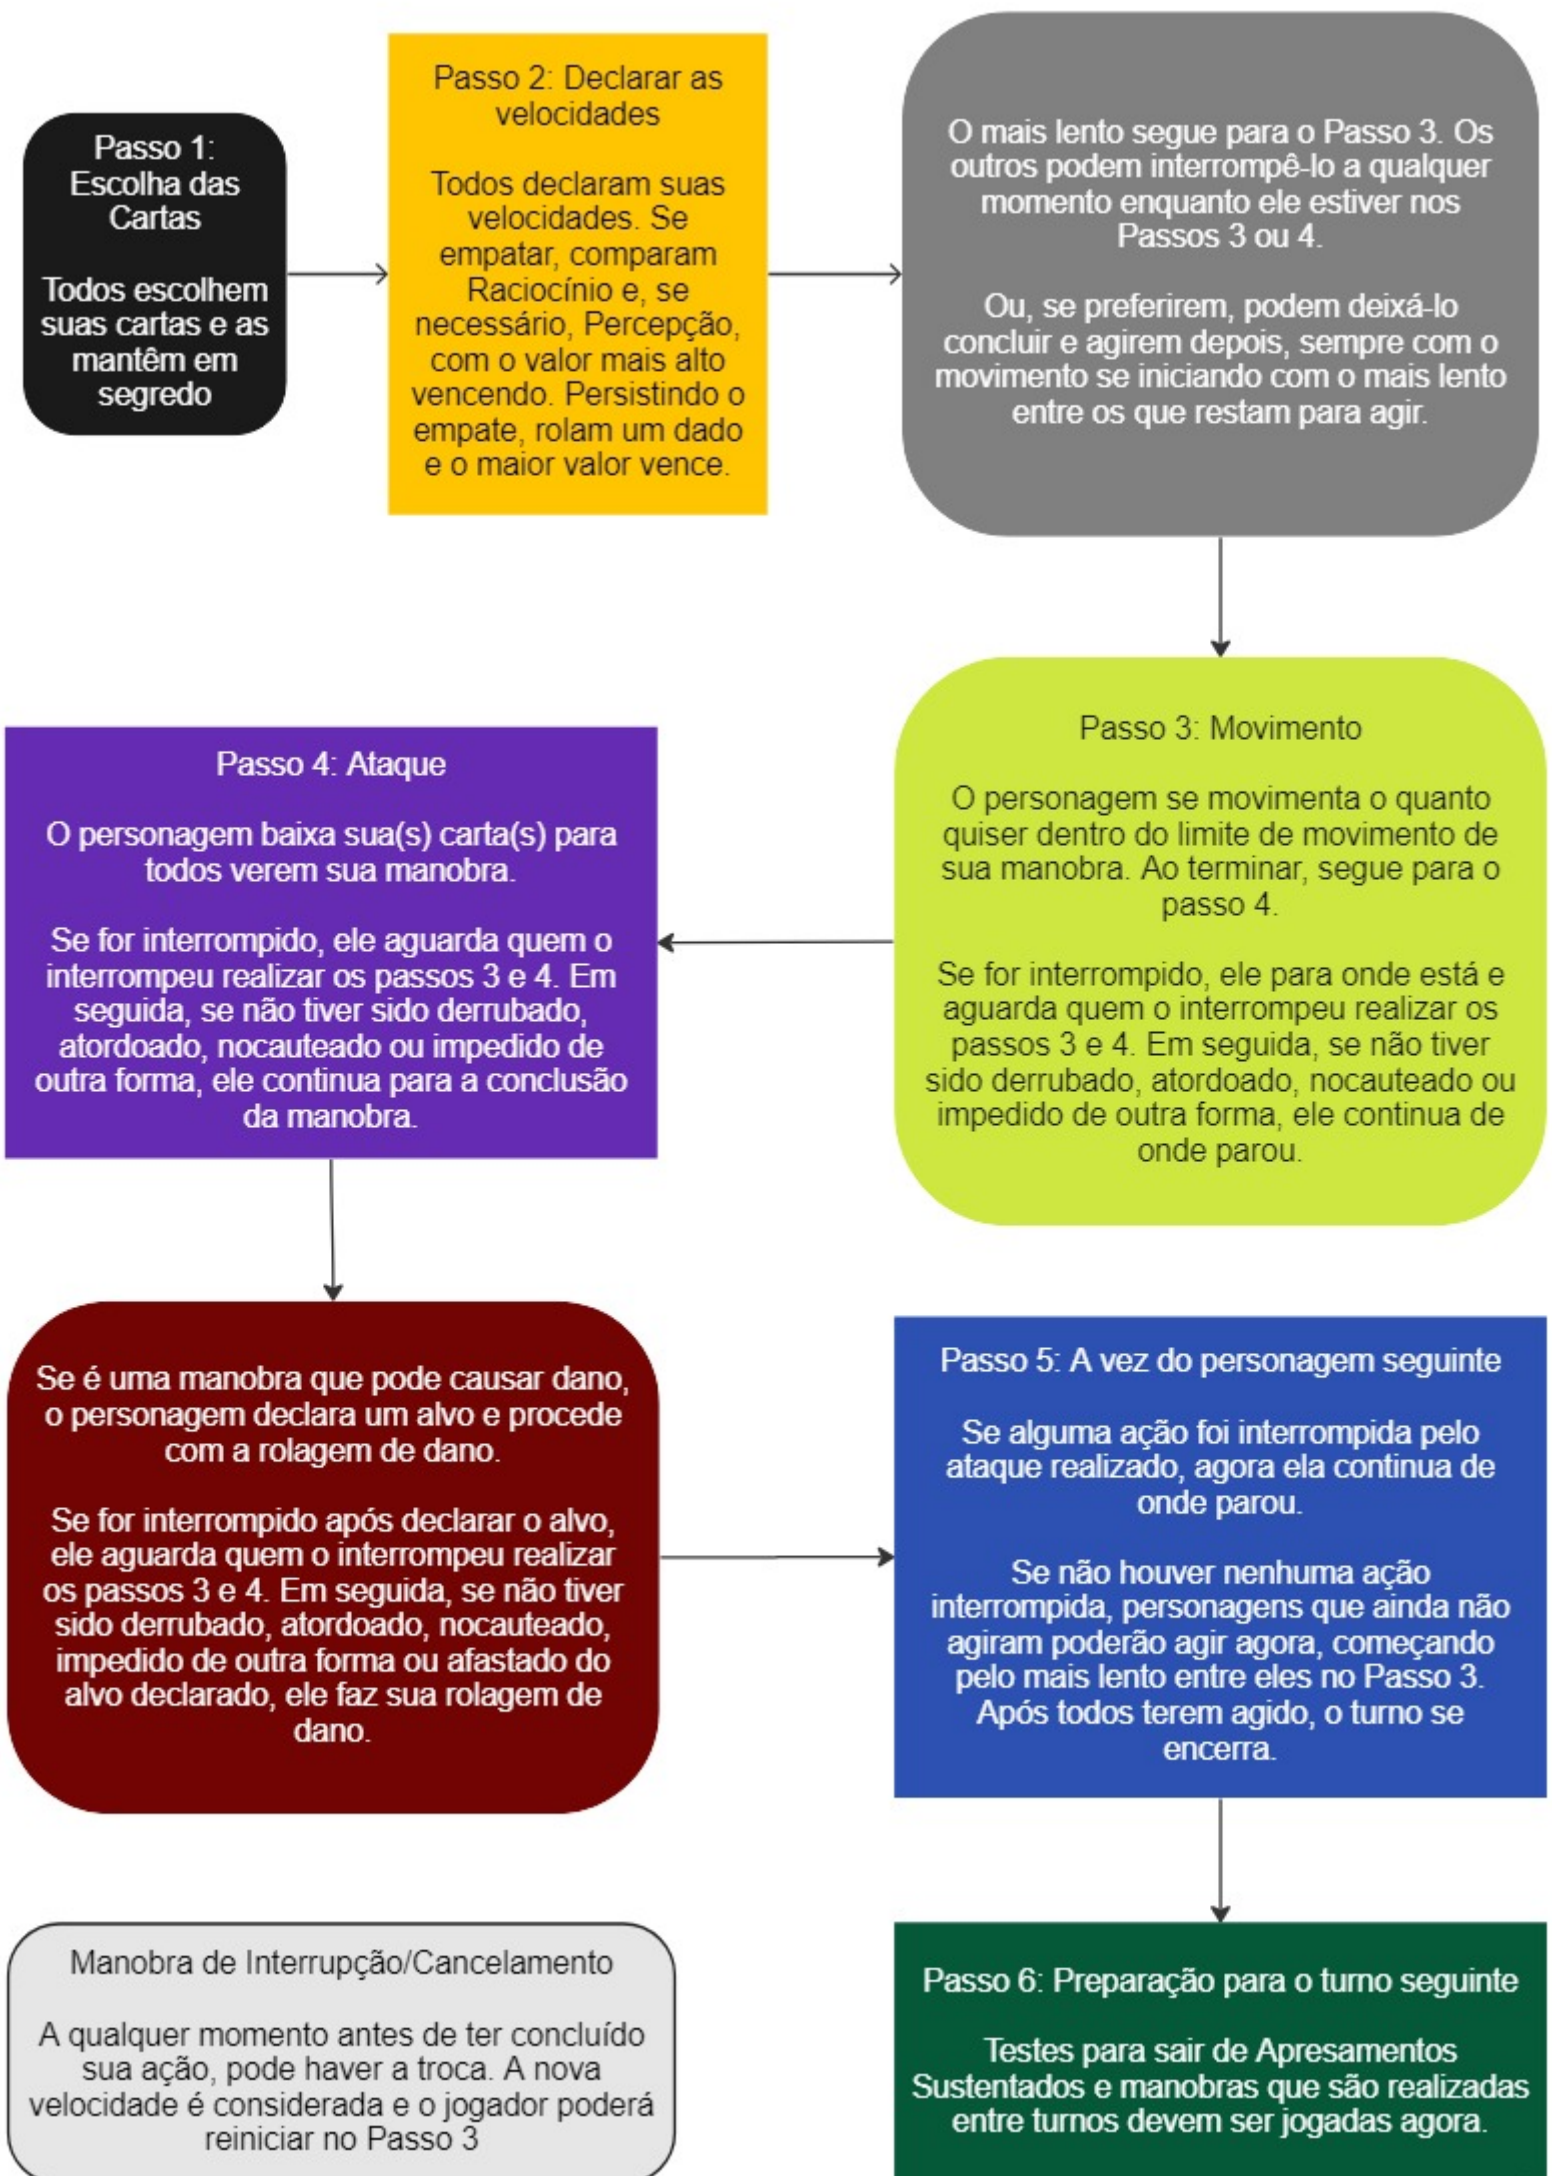 Passo 1:
Escolha das
Cartas
Todos escolhem
suas cartas e as
mantêm em
segredo
Passo 2: Declarar as
velocidades
Todos declaram suas
velocidades. Se
empatar, comparam
Raciocínio e, se
necessário, Percepção,
com o valor mais alto
vencendo. Persistindo o
empate, rolam um dado
e o maior valor vence.
O mais lento segue para o Passo 3. Os
outros podem interrompê-lo a qualquer
momento enquanto ele estiver nos
Passos 3 ou 4.
Ou, se preferirem, podem deixá-lo
concluir e agirem depois, sempre com o
movimento se iniciando com o mais lento
entre os que restam para agir.
Passo 3: Movimento
O personagem se movimenta o quanto
quiser dentro do limite de movimento de
sua manobra. Ao terminar, segue para o
passo 4.
Se for interrompido, ele para onde está e
aguarda quem o interrompeu realizar os
passos 3 e 4. Em seguida, se não tiver
sido derrubado, atordoado, nocauteado ou
impedido de outra forma, ele continua de
onde parou.
Passo 4: Ataque
O personagem baixa sua(s) carta(s) para
todos verem sua manobra.
Se for interrompido, ele aguarda quem o
interrompeu realizar os passos 3 e 4. Em
seguida, se não tiver sido derrubado,
atordoado, nocauteado ou impedido de
outra forma, ele continua para a conclusão
da manobra.
Se é uma manobra que pode causar dano,
o personagem declara um alvo e procede
com a rolagem de dano.
Se for interrompido após declarar o alvo,
ele aguarda quem o interrompeu realizar
os passos 3 e 4. Em seguida, se não tiver
sido derrubado, atordoado, nocauteado,
impedido de outra forma ou afastado do
alvo declarado, ele faz sua rolagem de
dano.
Passo 5: A vez do personagem seguinte
Se alguma ação foi interrompida pelo
ataque realizado, agora ela continua de
onde parou.
Se não houver nenhuma ação
interrompida, personagens que ainda não
agiram poderão agir agora, começando
pelo mais lento entre eles no Passo 3.
Após todos terem agido, o turno se
encerra.
Manobra de Interrupção/Cancelamento
A qualquer momento antes de ter concluído
sua ação, pode haver a troca. A nova
velocidade é considerada e o jogador poderá
reiniciar no Passo 3
Passo 6: Preparação para o turno seguinte
Testes para sair de Apresamentos
Sustentados e manobras que são realizadas
entre turnos devem ser jogadas agora.